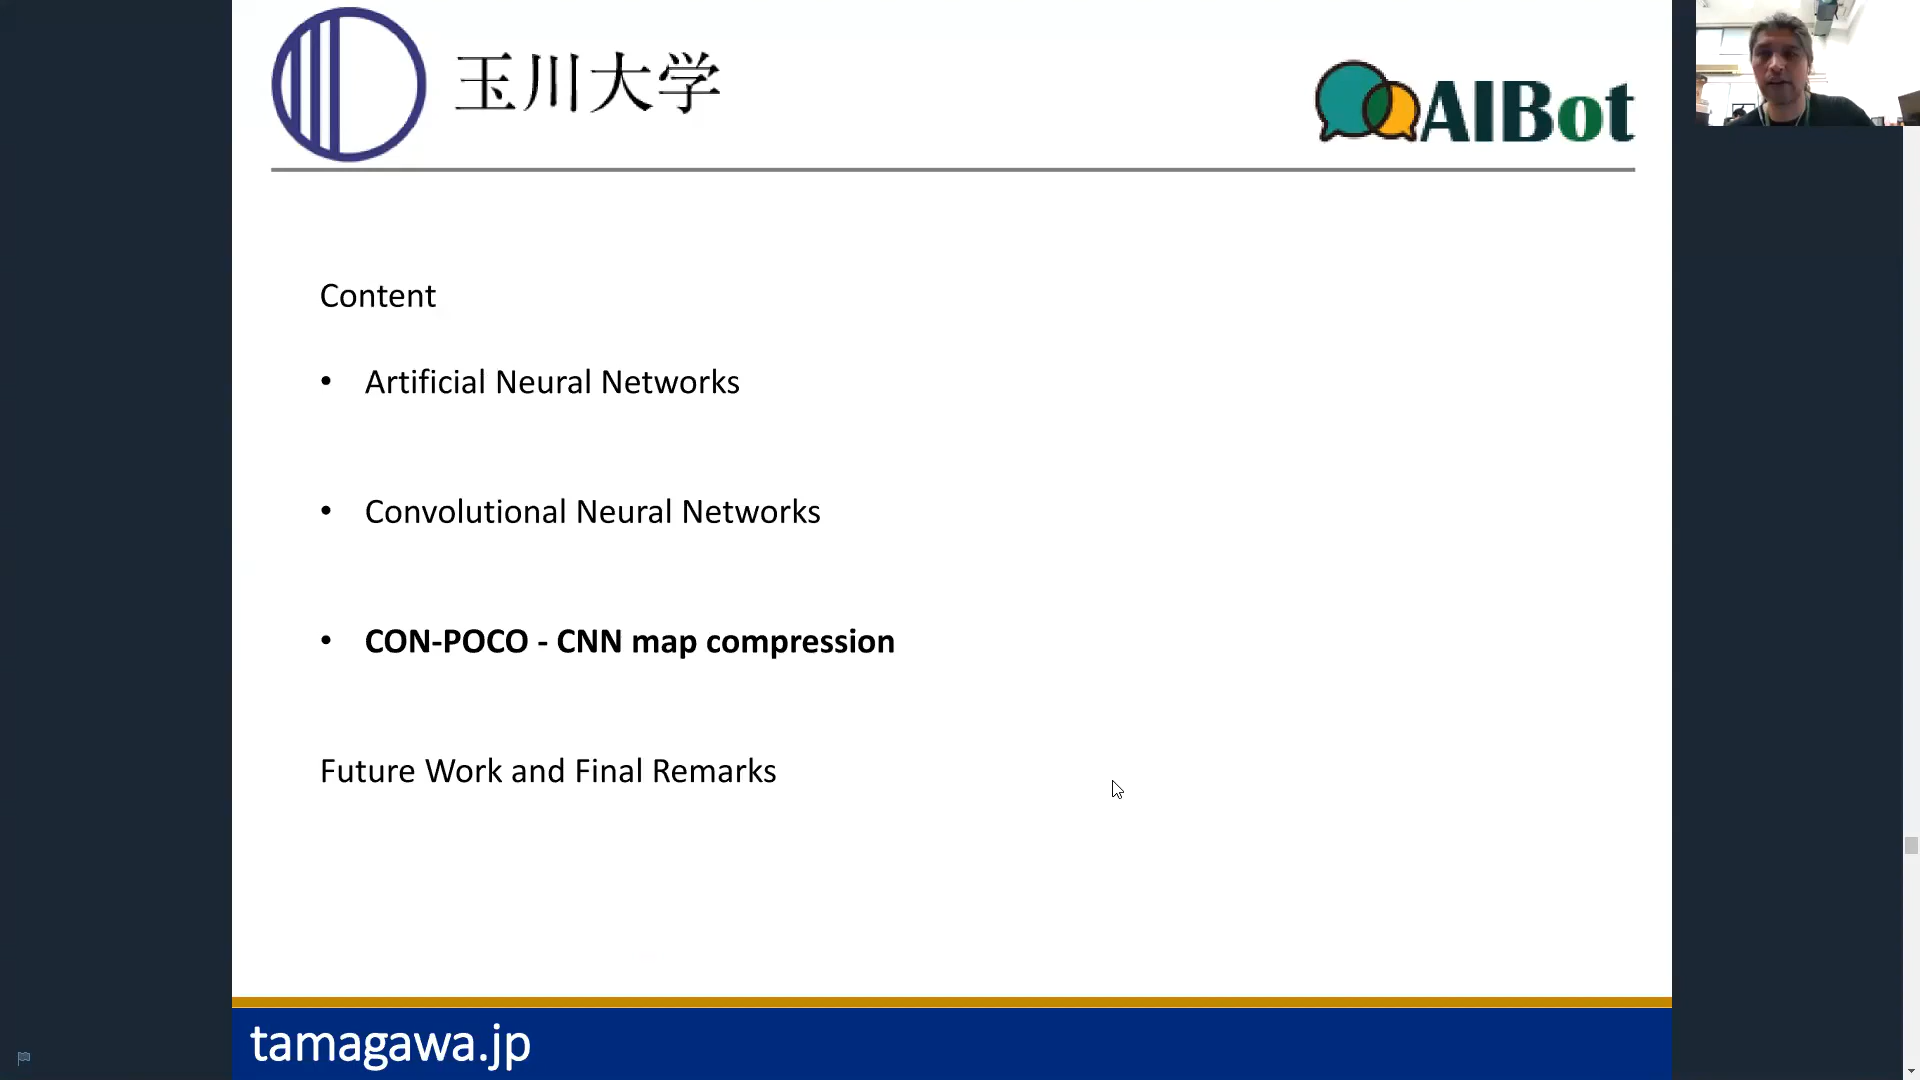 玉川大学
AIBot
Content
• Artificial Neural Networks
• Convolutional Neural Networks
• CON-POCO - CNN map compression
Future Work and Final Remarks
tamagawa.jp